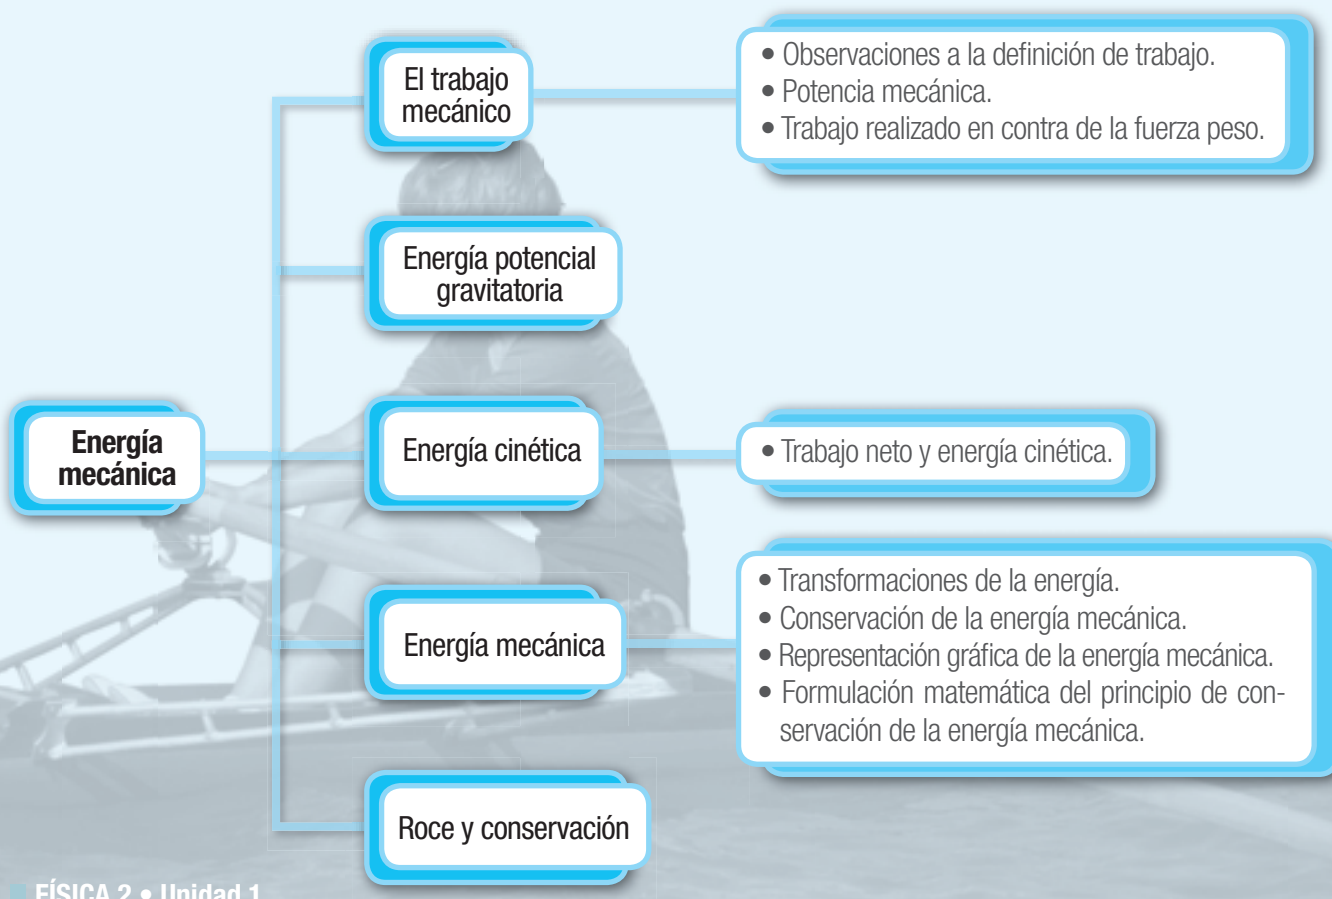 El trabajo
mecánico
• Observaciones a la definición de trabajo.
• Potencia mecánica.
• Trabajo realizado en contra de la fuerza peso.
Energía potencial
gravitatoria
Energía
mecánica
Energía cinética
• Trabajo neto y energía cinética.
Energía mecánica
• Transformaciones de la energía.
• Conservación de la energía mecánica.
• Representación gráfica de la energía mecánica.
• Formulación matemática del principio de con-
servación de la energía mecánica.
Roce y conservación
FÍSICA 2 • Unidad 1